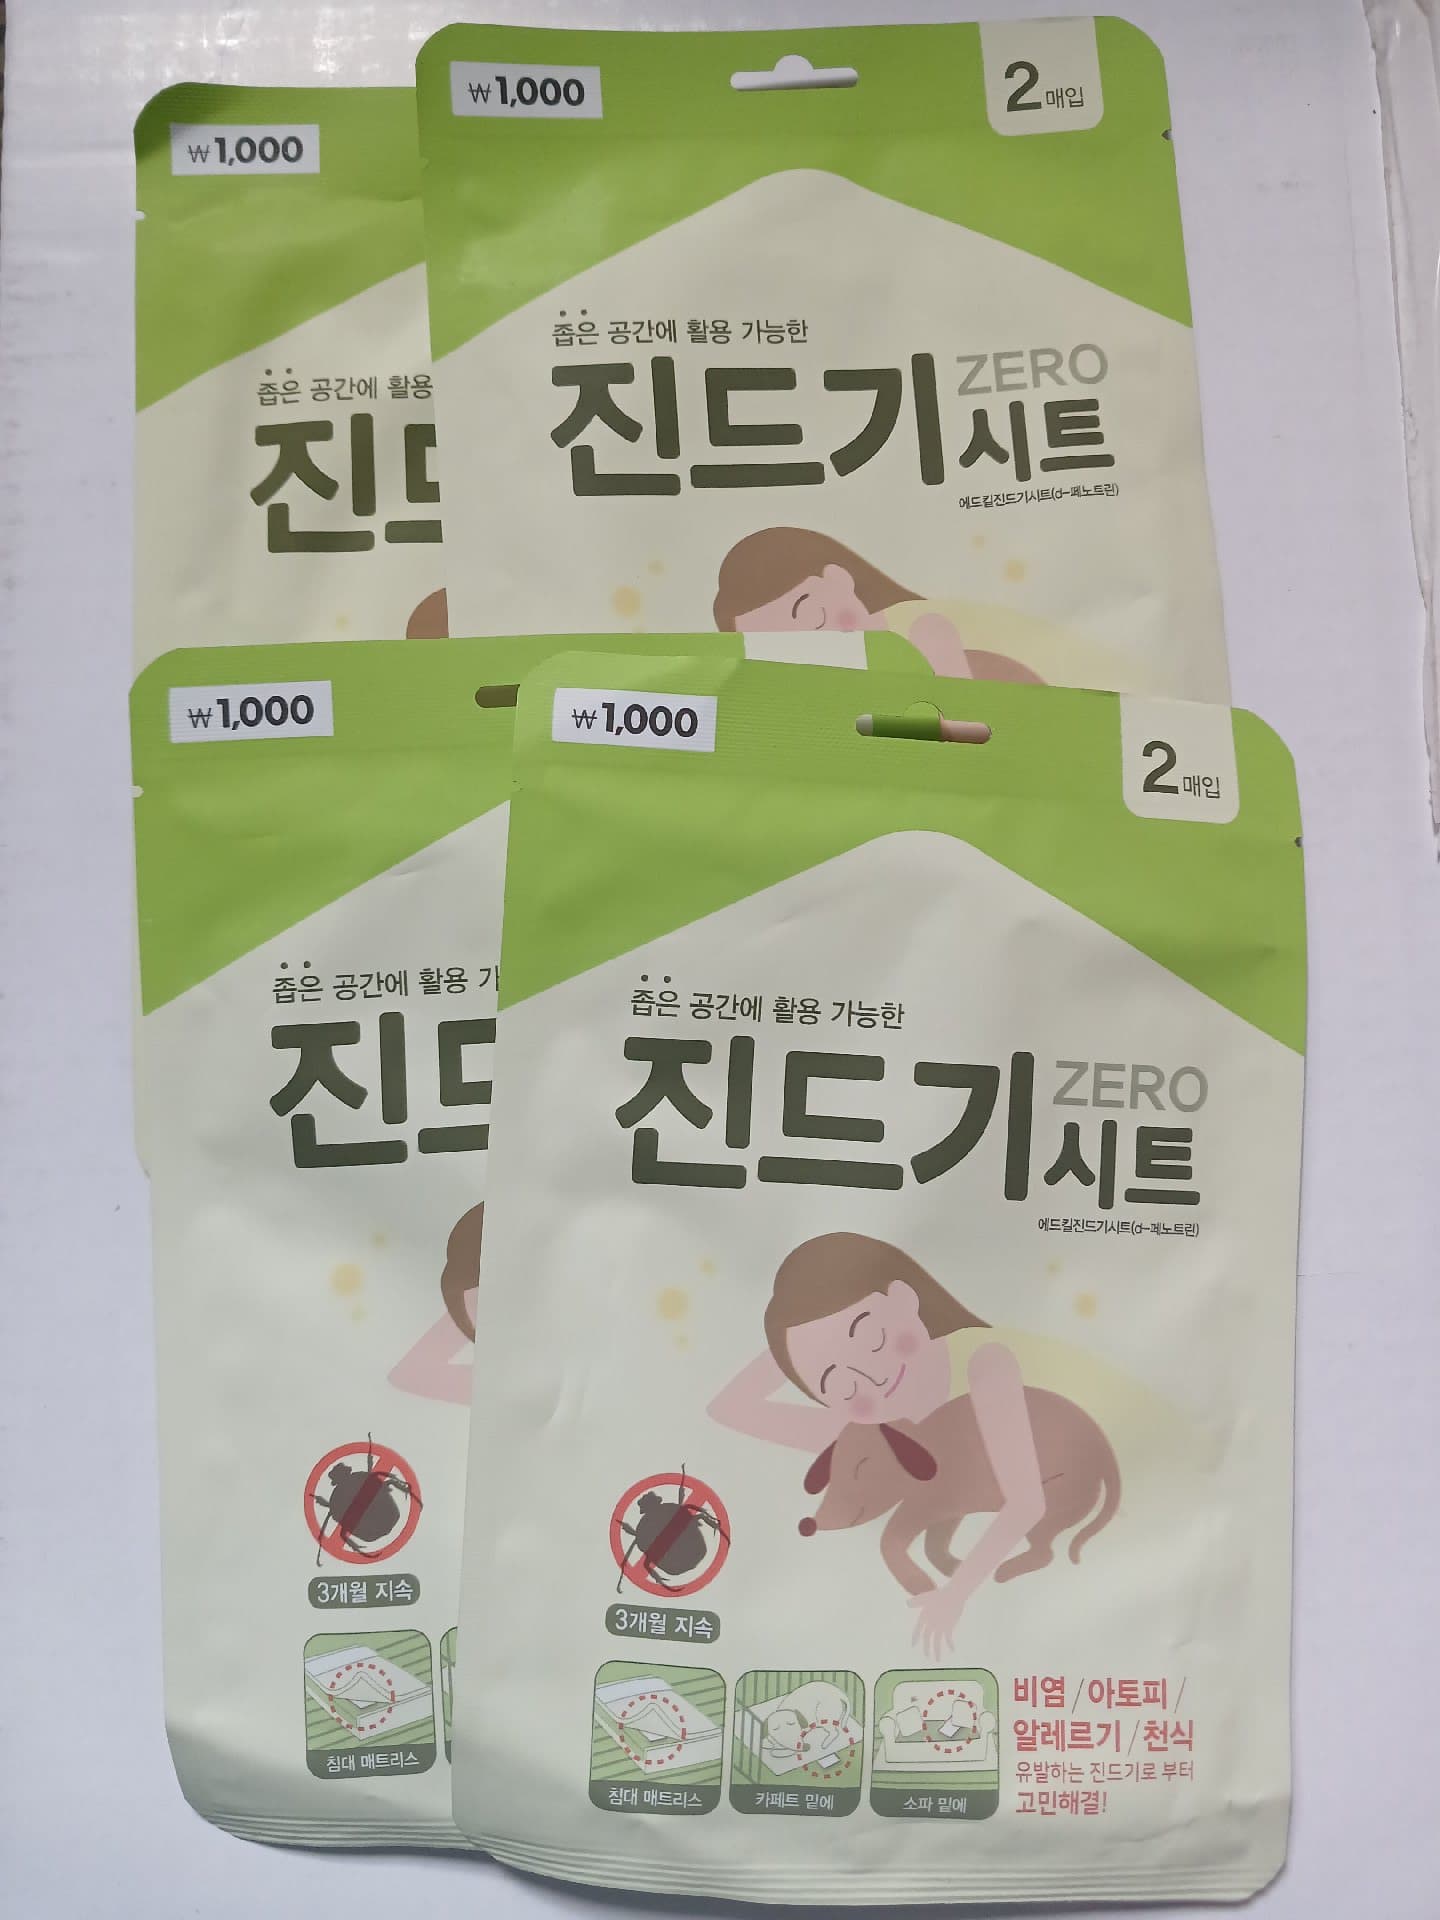 ₩1,000
좁은 공간에 활용
진드
₩1,000
2매입
좁은 공간에 활용 가능한
진드기 ZERO
시트
에드킬진드기시트(d-페노트린)
₩1,000
좁은 공간에 활용 가
진드
3개월 지속
침대 매트리스
₩1,000
2매입
좁은 공간에 활용 가능한
진드기 ZERO
시트
에드킬진드기시트(d-페노트린)
3개월 지속
침대 매트리스
카페트 밑에
소파 밑에
비염/아토피/
알레르기/천식
유발하는 진드기로 부터
고민해결!